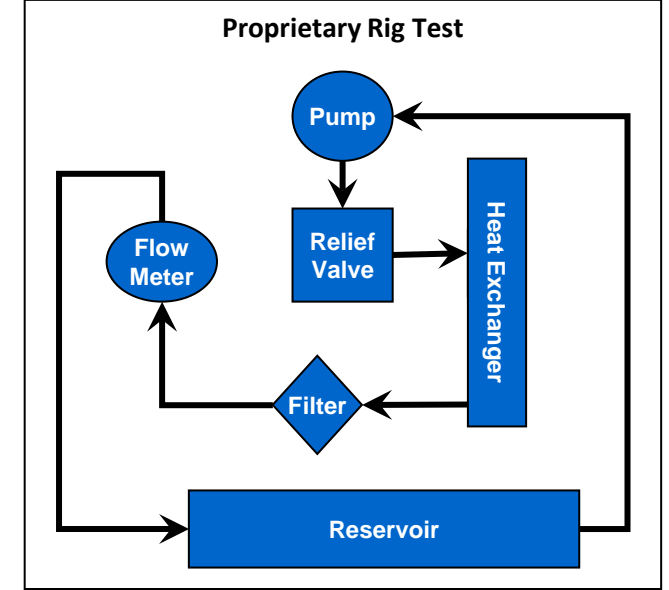 Proprietary Rig Test
Pump
Relief
Valve
Heat Exchanger
Flow
Meter
Filter
Reservoir